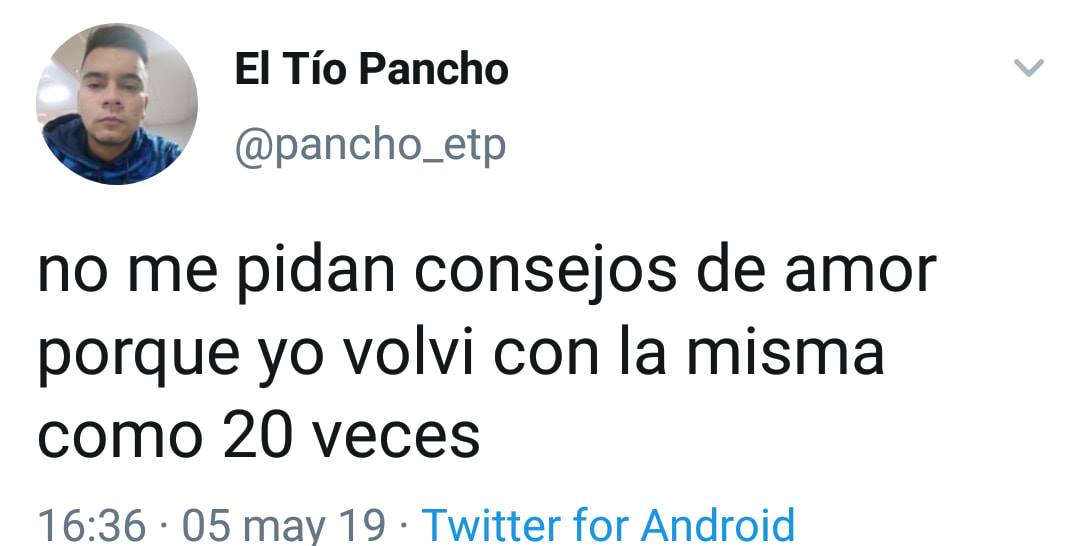 El Tío Pancho
@pancho_etp
no me pidan consejos de amor
porque yo volvi con la misma
como 20 veces
16:36 · 05 may 19 · Twitter for Android